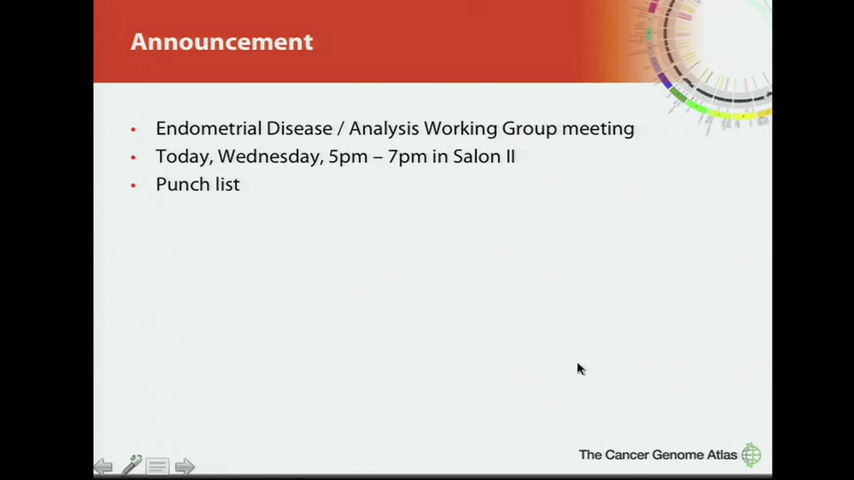 Announcement
• Endometrial Disease / Analysis Working Group meeting
• Today, Wednesday, 5pm – 7pm in Salon II
• Punch list
The Cancer Genome Atlas